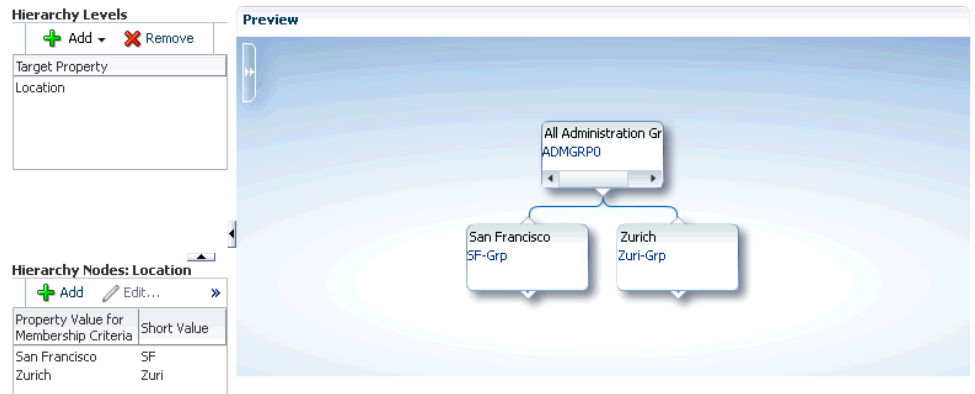 Hierarchy Levels
Add
Remove
Target Property
Location
Hierarchy Nodes: Location
Add
Edit...
Property Value for
Membership Criteria
Short Value
San Francisco SF
Zurich Zuri
Preview
All Administration Gr
ADMGRP0
San Francisco
SF-Grp
Zurich
Zuri-Grp